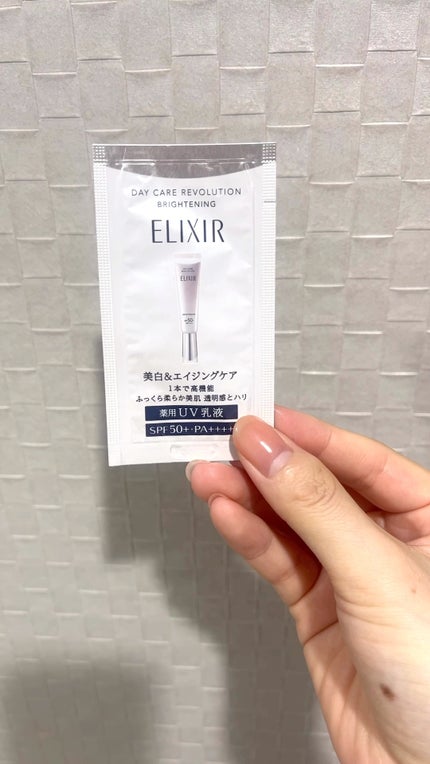 DAY CARE REVOLUTION
BRIGHTENING
ELIXIR
ELIXIR
美白&エイジングケア
1本で高機能
ふっくら柔らか美肌 透明感とハリ
薬用UV乳液
SPF50+・PA++++